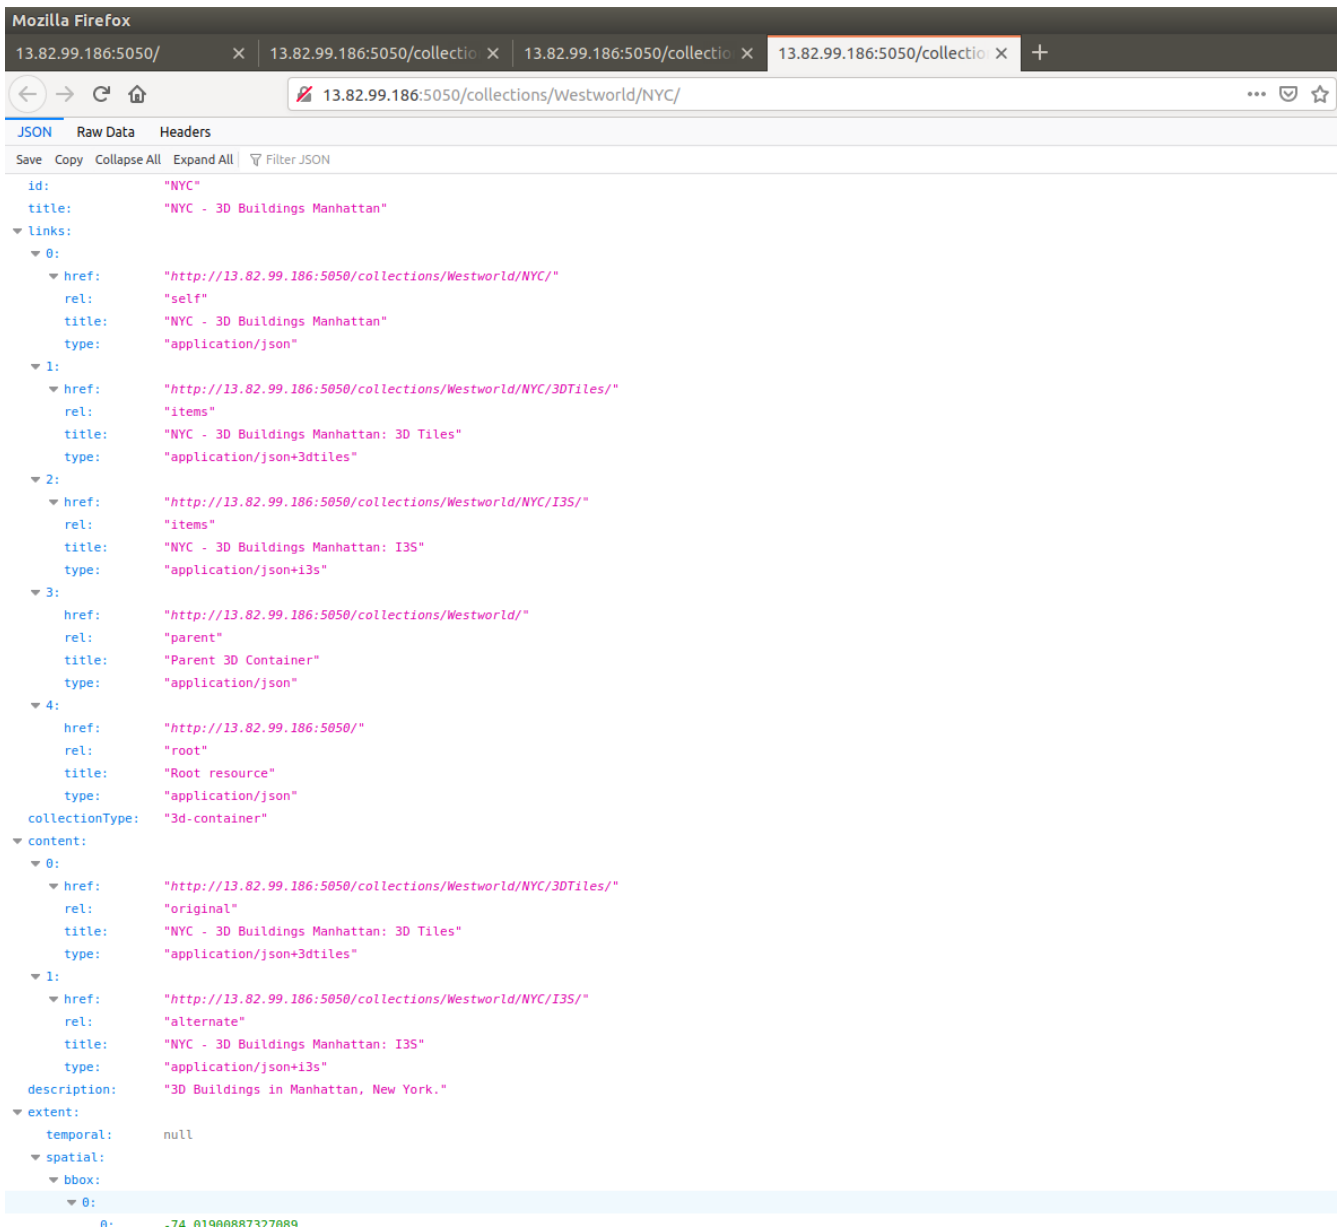 Mozilla Firefox
13.82.99.186:5050/ 13.82.99.186:5050/collectio 13.82.99.186:5050/collectio 13.82.99.186:5050/collectio
13.82.99.186:5050/collections/Westworld/NYC/
JSON Raw Data Headers
Save Copy Collapse All Expand All Filter JSON
id: "NYC"
title: "NYC - 3D Buildings Manhattan"
links:
0:
href: "http://13.82.99.186:5050/collections/Westworld/NYC/"
rel: "self"
title: "NYC - 3D Buildings Manhattan"
type: "application/json"
1:
href: "http://13.82.99.186:5050/collections/Westworld/NYC/3DTiles/"
rel: "items"
title: "NYC - 3D Buildings Manhattan: 3D Tiles"
type: "application/json+3dtiles"
2:
href: "http://13.82.99.186:5050/collections/Westworld/NYC/I3S/"
rel: "items"
title: "NYC - 3D Buildings Manhattan: I3S"
type: "application/json+i3s"
3:
href: "http://13.82.99.186:5050/collections/Westworld/"
rel: "parent"
title: "Parent 3D Container"
type: "application/json"
4:
href: "http://13.82.99.186:5050/"
rel: "root"
title: "Root resource"
type: "application/json"
collectionType: "3d-container"
content:
0:
href: "http://13.82.99.186:5050/collections/Westworld/NYC/3DTiles/"
rel: "original"
title: "NYC - 3D Buildings Manhattan: 3D Tiles"
type: "application/json+3dtiles"
1:
href: "http://13.82.99.186:5050/collections/Westworld/NYC/I3S/"
rel: "alternate"
title: "NYC - 3D Buildings Manhattan: I3S"
type: "application/json+i3s"
description: "3D Buildings in Manhattan, New York."
extent:
temporal: null
spatial:
bbox:
0:
0: -74.01900887327089